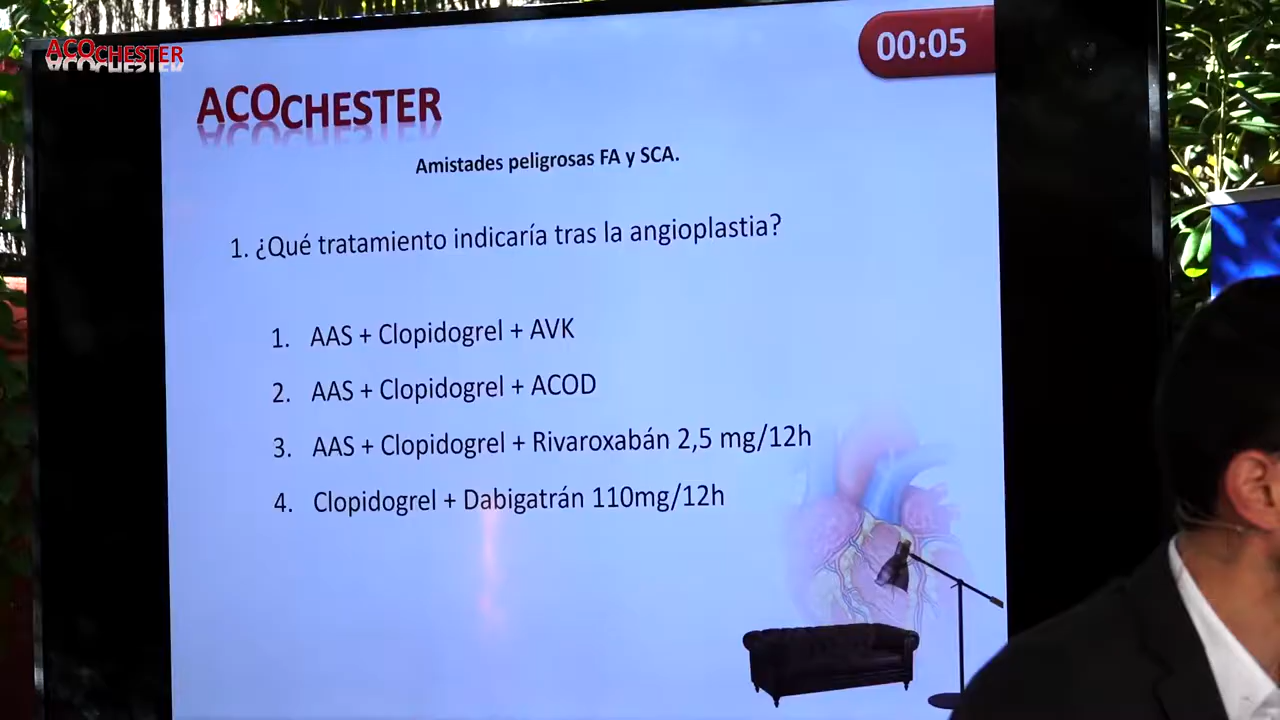 ACOCHESTER
00:05
ACOCHESTER
Amistades peligrosas FA y SCA.
1. ¿Qué tratamiento indicaría tras la angioplastia?
1. AAS + Clopidogrel + AVK
2. AAS + Clopidogrel + ACOD
3. AAS + Clopidogrel + Rivaroxabán 2,5 mg/12h
4. Clopidogrel + Dabigatrán 110mg/12h